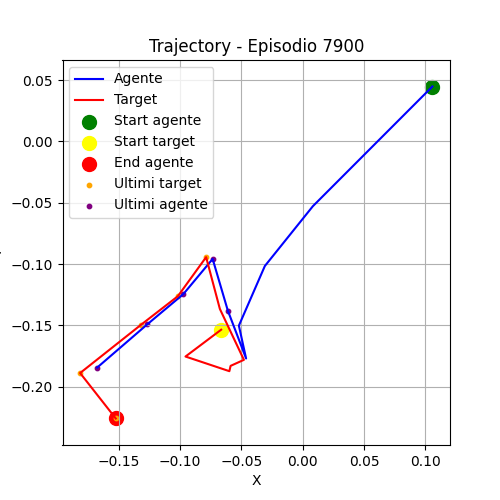 Trajectory - Episodio 7900
Agente
Target
Start agente
Start target
End agente
Ultimi target
Ultimi agente
0.05
0.00
−0.05
−0.10
−0.15
−0.20
−0.15
−0.10
−0.05
0.00
0.05
0.10
X